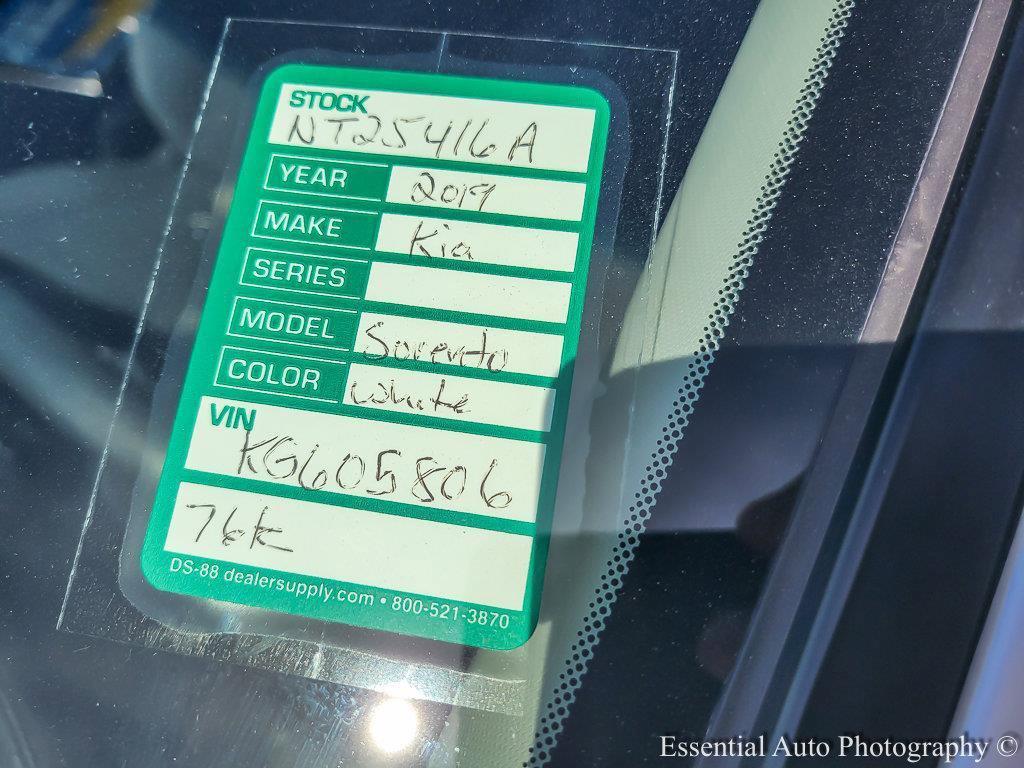 STOCK
NT25416A
YEAR 2019
MAKE Kia
SERIES
MODEL Sorento
COLOR White
VIN
KG605806
76k
DS-88 dealersupply.com • 800-521-3870
Essential Auto Photography ©